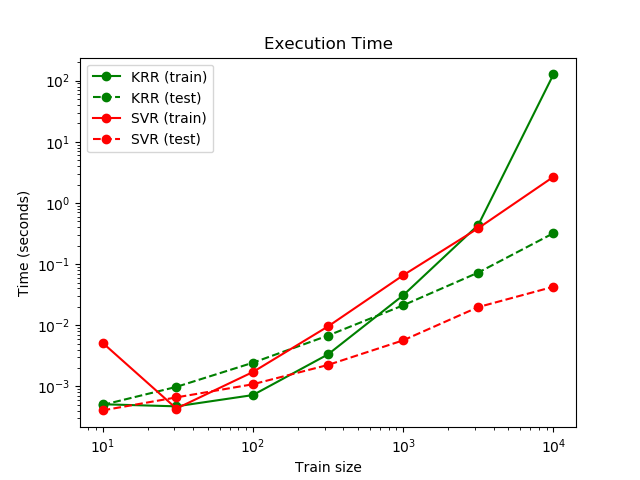 Execution Time
KRR (train)
KRR (test)
SVR (train)
SVR (test)
10²
10¹
10⁰
10⁻¹
10⁻²
10⁻³
Time (seconds)
10¹ 10² 10³ 10⁴
Train size